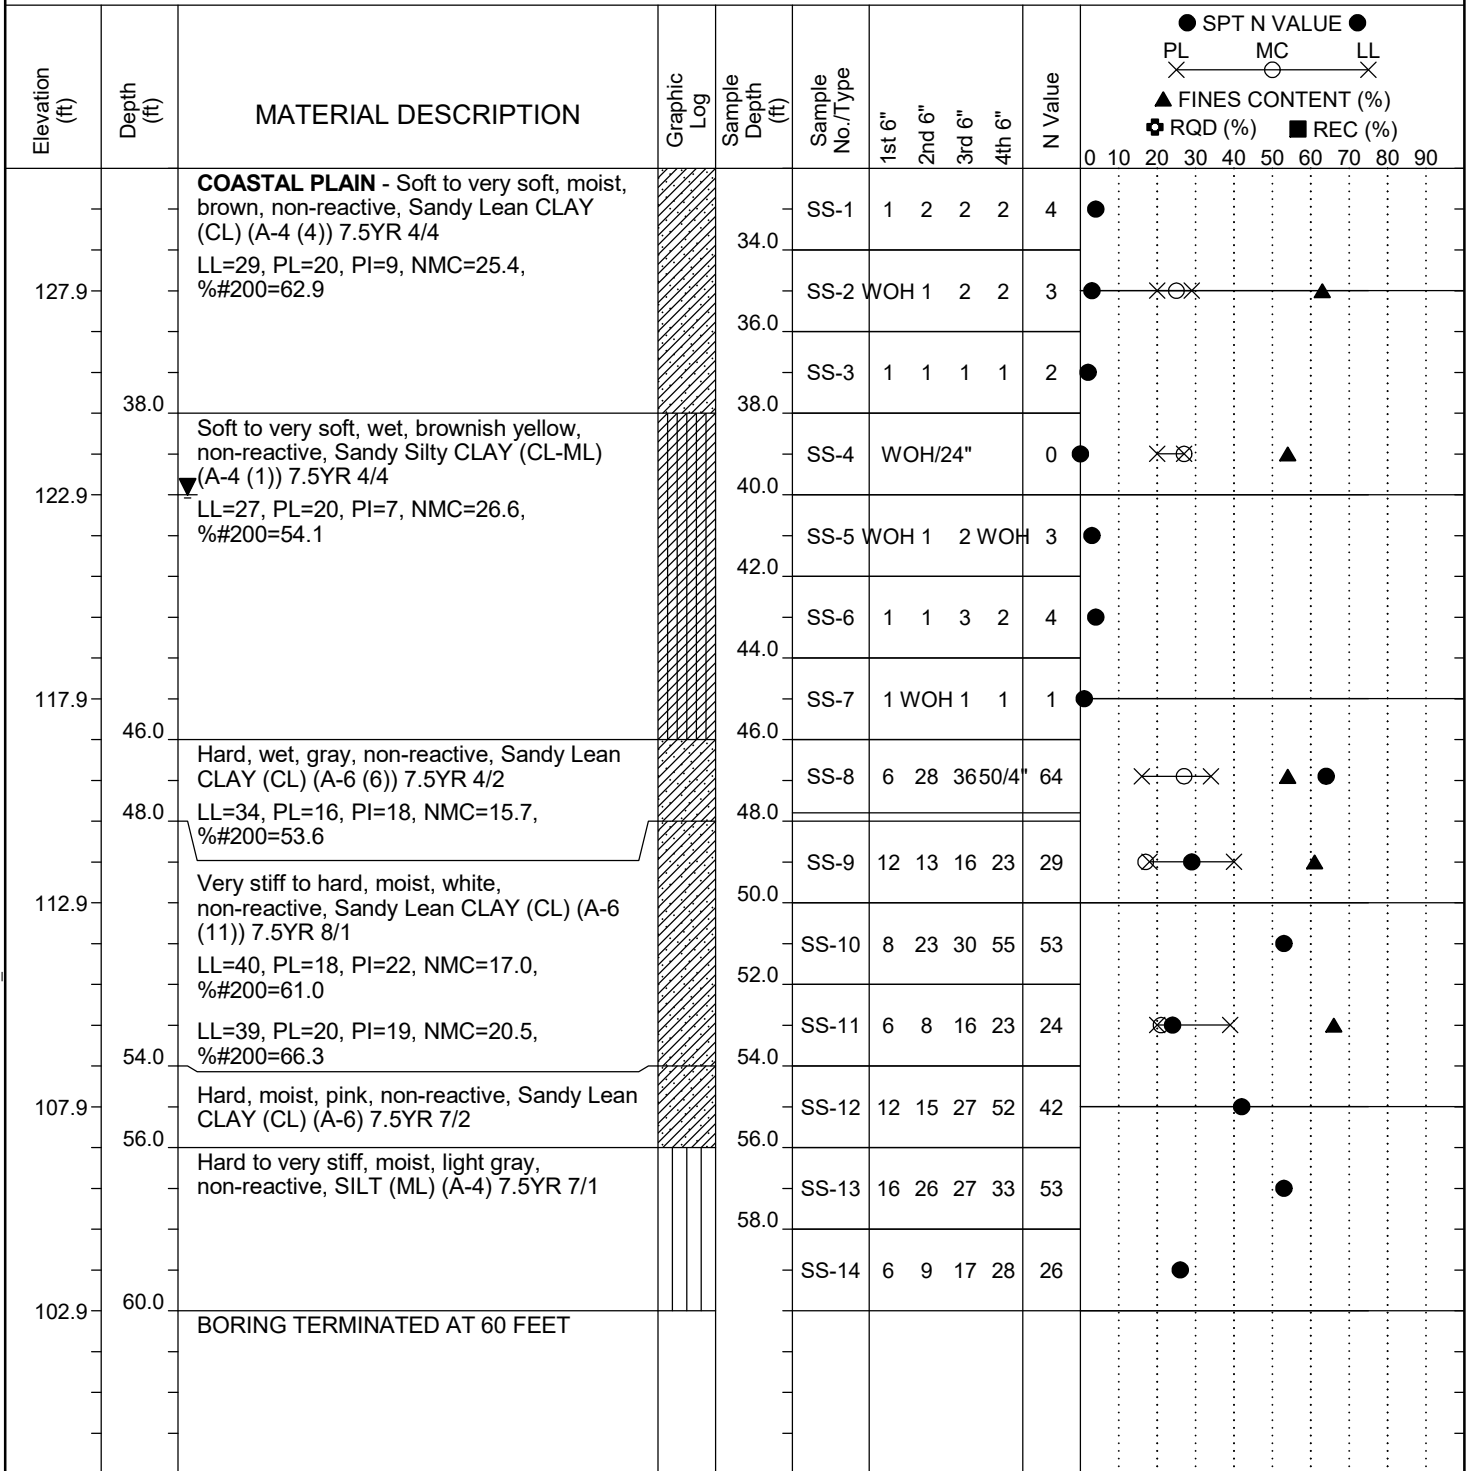 SPT N VALUE
PL MC LL
FINES CONTENT (%)
RQD (%) REC (%)
Elevation (ft)
Depth (ft)
MATERIAL DESCRIPTION
Graphic Log
Sample Depth (ft)
Sample No./Type
1st 6"
2nd 6"
3rd 6"
4th 6"
N Value
0 10 20 30 40 50 60 70 80 90
COASTAL PLAIN - Soft to very soft, moist,
brown, non-reactive, Sandy Lean CLAY
(CL) (A-4 (4)) 7.5YR 4/4
LL=29, PL=20, PI=9, NMC=25.4,
%#200=62.9
SS-1 1 2 2 2 4
34.0
127.9
SS-2 WOH 1 2 2 3
36.0
SS-3 1 1 1 1 2
38.0
38.0
Soft to very soft, wet, brownish yellow,
non-reactive, Sandy Silty CLAY (CL-ML)
(A-4 (1)) 7.5YR 4/4
LL=27, PL=20, PI=7, NMC=26.6,
%#200=54.1
SS-4 WOH/24" 0
122.9
40.0
SS-5 WOH 1 2 WOH 3
42.0
SS-6 1 1 3 2 4
44.0
117.9
SS-7 1 WOH 1 1 1
46.0
46.0
Hard, wet, gray, non-reactive, Sandy Lean
CLAY (CL) (A-6 (6)) 7.5YR 4/2
LL=34, PL=16, PI=18, NMC=15.7,
%#200=53.6
SS-8 6 28 36 50/4" 64
48.0
48.0
Very stiff to hard, moist, white,
non-reactive, Sandy Lean CLAY (CL) (A-6
(11)) 7.5YR 8/1
LL=40, PL=18, PI=22, NMC=17.0,
%#200=61.0
LL=39, PL=20, PI=19, NMC=20.5,
%#200=66.3
SS-9 12 13 16 23 29
112.9
50.0
SS-10 8 23 30 55 53
52.0
SS-11 6 8 16 23 24
54.0
54.0
Hard, moist, pink, non-reactive, Sandy Lean
CLAY (CL) (A-6) 7.5YR 7/2
107.9
SS-12 12 15 27 52 42
56.0
56.0
Hard to very stiff, moist, light gray,
non-reactive, SILT (ML) (A-4) 7.5YR 7/1
SS-13 16 26 27 33 53
58.0
SS-14 6 9 17 28 26
102.9
60.0
BORING TERMINATED AT 60 FEET